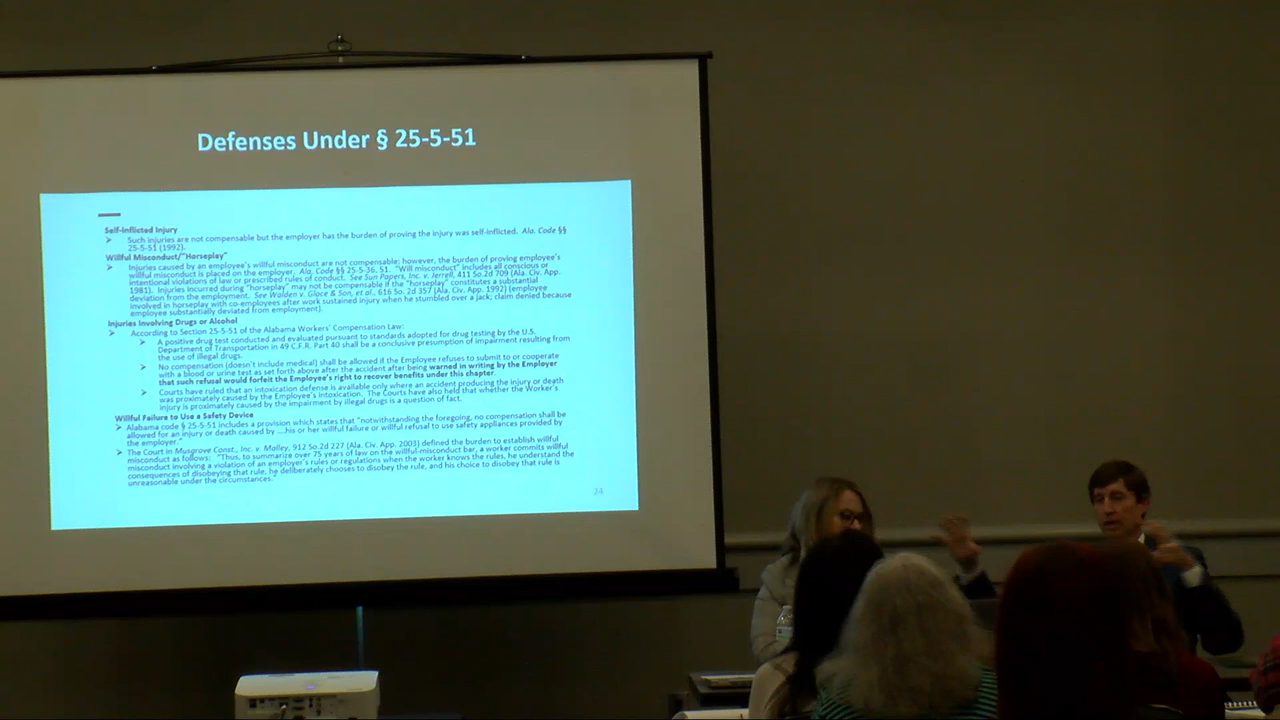 Defenses Under § 25-5-51
Self-Inflicted Injury
➤ Such injuries are not compensable but the employer has the burden of proving the injury was self-inflicted. Ala. Code §§
25-5-51 (1992).
Willful Misconduct/"Horseplay"
➤ Injuries caused by an employee's willful misconduct are not compensable; however, the burden of proving employee's
willful misconduct is placed on the employer. Ala. Code §§ 25-5-36, 51. "Will misconduct" includes all conscious or
intentional violations of law or prescribed rules of conduct. See Sun Papers, Inc. v. Jerrell, 411 So.2d 709 (Ala. Civ. App.
1981). Injuries incurred during "horseplay" may not be compensable if the "horseplay" constitutes a substantial
deviation from the employment. See Walden v. Glace & Son, et al., 616 So. 2d 357 (Ala. Civ. App. 1992) (employee
involved in horseplay with co-employees after work sustained injury when he stumbled over a jack; claim denied because
employee substantially deviated from employment).
Injuries Involving Drugs or Alcohol
➤ According to Section 25-5-51 of the Alabama Workers' Compensation Law:
➤ A positive drug test conducted and evaluated pursuant to standards adopted for drug testing by the U.S.
Department of Transportation in 49 C.F.R. Part 40 shall be a conclusive presumption of impairment resulting from
the use of illegal drugs.
➤ No compensation (doesn't include medical) shall be allowed if the Employee refuses to submit to or cooperate
with a blood or urine test as set forth above after the accident after being warned in writing by the Employer
that such refusal would forfeit the Employee's right to recover benefits under this chapter.
➤ Courts have ruled that an intoxication defense is available only where an accident producing the injury or death
was proximately caused by the Employee's intoxication. The Courts have also held that whether the Worker's
injury is proximately caused by the impairment by illegal drugs is a question of fact.
Willful Failure to Use a Safety Device
➤ Alabama code § 25-5-51 includes a provision which states that "notwithstanding the foregoing, no compensation shall be
allowed for an injury or death caused by ....his or her willful failure or willful refusal to use safety appliances provided by
the employer."
➤ The Court in Musgrove Const., Inc. v. Malley, 912 So.2d 227 (Ala. Civ. App. 2003) defined the burden to establish willful
misconduct as follows: "Thus, to summarize over 75 years of law on the willful-misconduct bar, a worker commits willful
misconduct involving a violation of an employer's rules or regulations when the worker knows the rules, he understand the
consequences of disobeying that rule, he deliberately chooses to disobey the rule, and his choice to disobey that rule is
unreasonable under the circumstances."
24